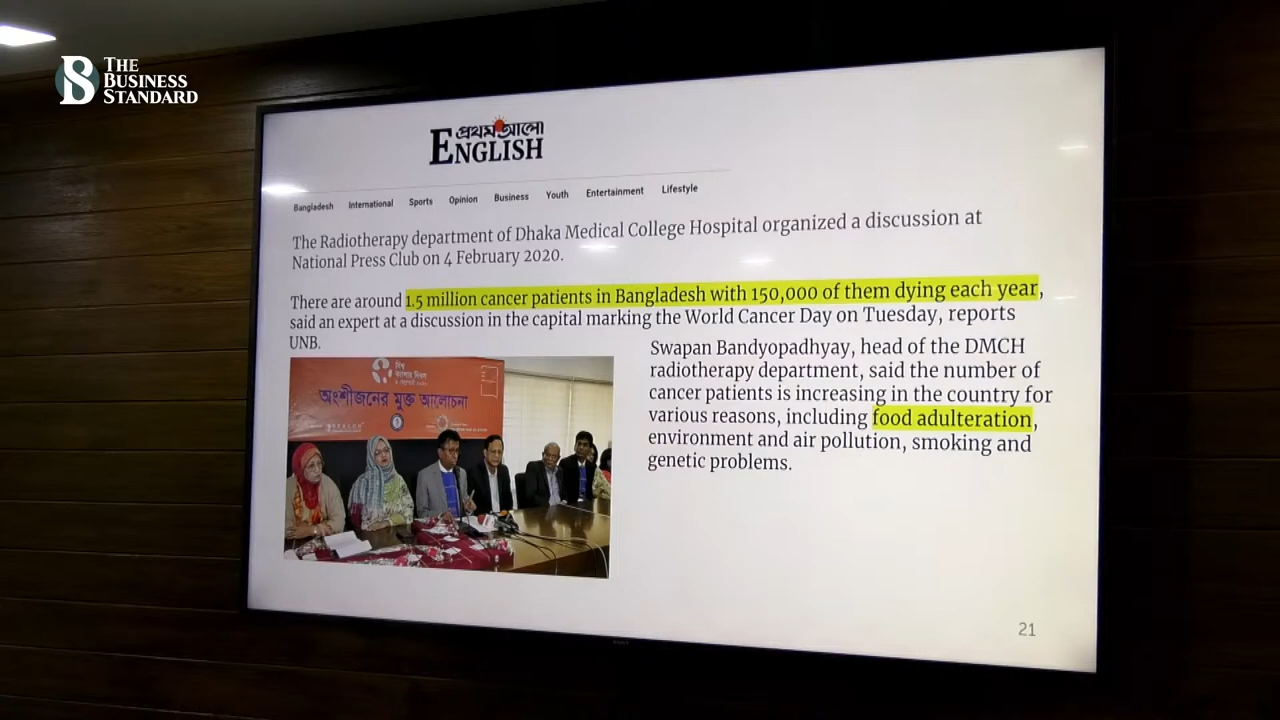 THE
BUSINESS
STANDARD
প্রথম আলো
ENGLISH
Bangladesh International Sports Opinion Business Youth Entertainment Lifestyle
The Radiotherapy department of Dhaka Medical College Hospital organized a discussion at
National Press Club on 4 February 2020.
There are around 1.5 million cancer patients in Bangladesh with 150,000 of them dying each year,
said an expert at a discussion in the capital marking the World Cancer Day on Tuesday, reports
UNB.
Swapan Bandyopadhyay, head of the DMCH
radiotherapy department, said the number of
cancer patients is increasing in the country for
various reasons, including food adulteration,
environment and air pollution, smoking and
genetic problems.
বিশ্ব
ক্যান্সার দিবস
অংশীজনের মুক্ত আলোচনা
21